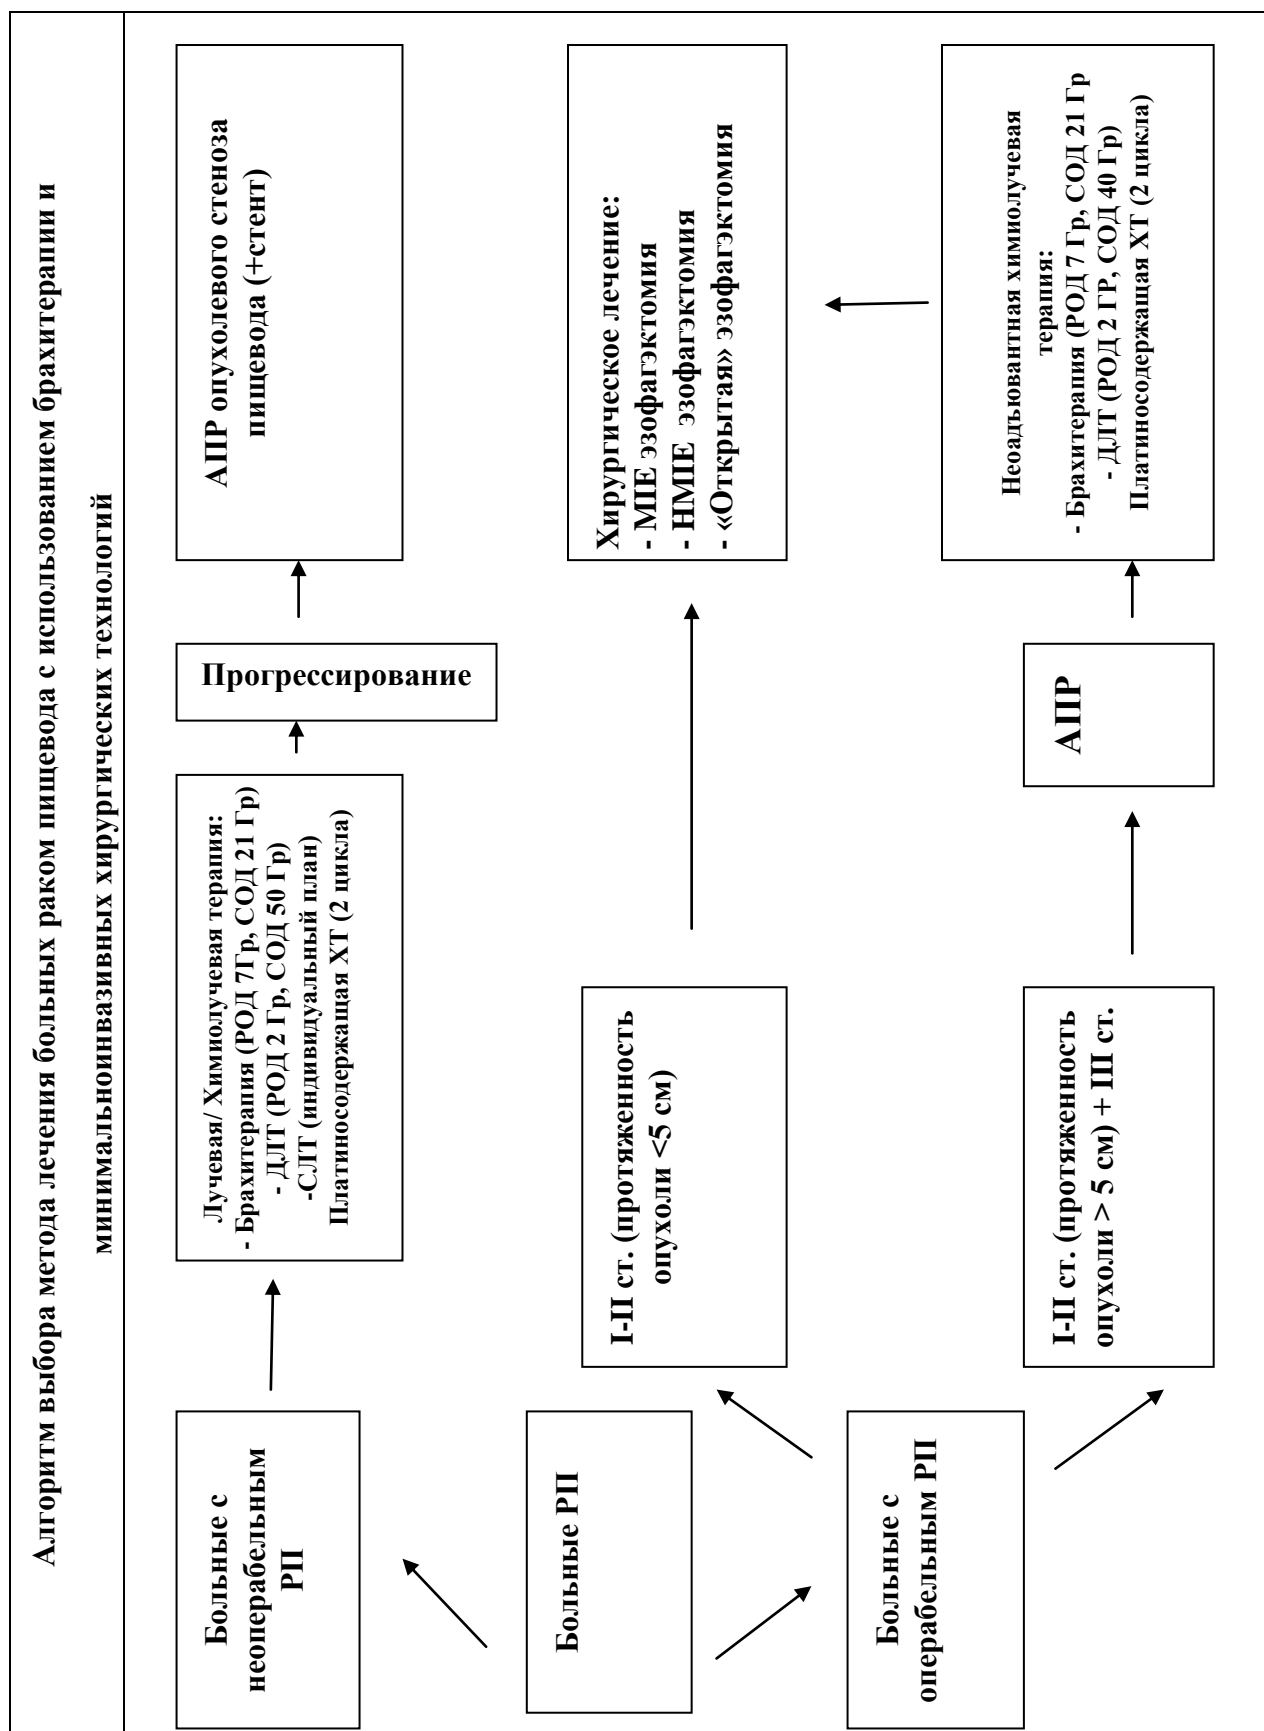 Алгоритм выбора метода лечения больных раком пищевода с использованием брахитерапии и
минимальноинвазивных хирургических технологий
Больные с
неоперабельным
РП
Лучевая/ Химиолучевая терапия:
- Брахитерапия (РОД 7Гр, СОД 21 Гр)
- ДЛТ (РОД 2 Гр, СОД 50 Гр)
-СЛТ (индивидуальный план)
Платиносодержащая ХТ (2 цикла)
Прогрессирование
АПР опухолевого стеноза
пищевода (+стент)
Больные РП
I-II ст. (протяженность
опухоли <5 см)
Хирургическое лечение:
- MIE эзофагэктомия
- HMIE эзофагэктомия
- «Открытая» эзофагэктомия
Больные с
операбельным РП
I-II ст. (протяженность
опухоли > 5 см) + III ст.
АПР
Неоадъювантная химиолучевая
терапия:
- Брахитерапия (РОД 7 Гр, СОД 21 Гр
- ДЛТ (РОД 2 ГР, СОД 40 Гр)
Платиносодержащая ХТ (2 цикла)